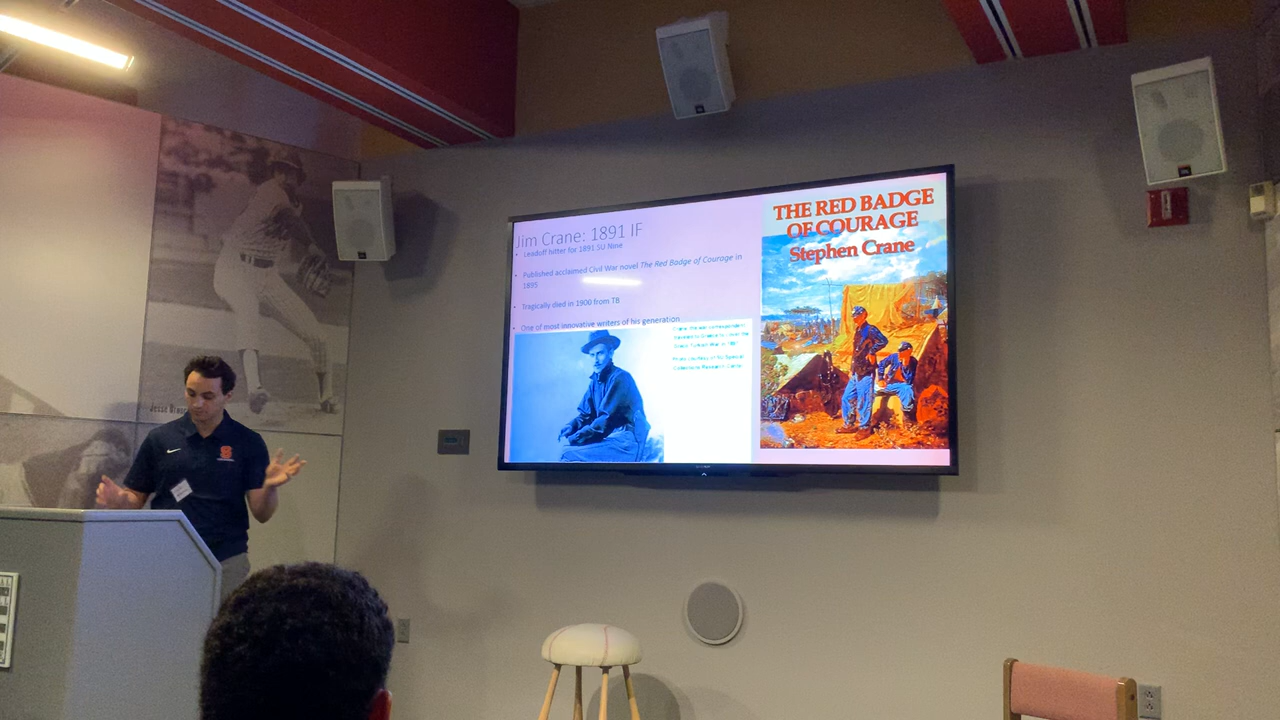 Jim Crane: 1891 IF
• Leadoff hitter for 1891 SU Nine
• Published acclaimed Civil War novel The Red Badge of Courage in
1895
• Tragically died in 1900 from TB
• One of most innovative writers of his generation
THE RED BADGE
OF COURAGE
Stephen Crane
Jesse
S
JBL